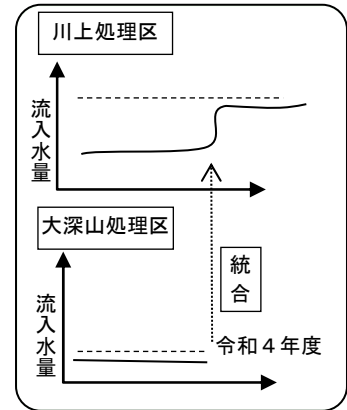 川上処理区
流入水量
大深山処理区
流入水量
統合
令和４年度